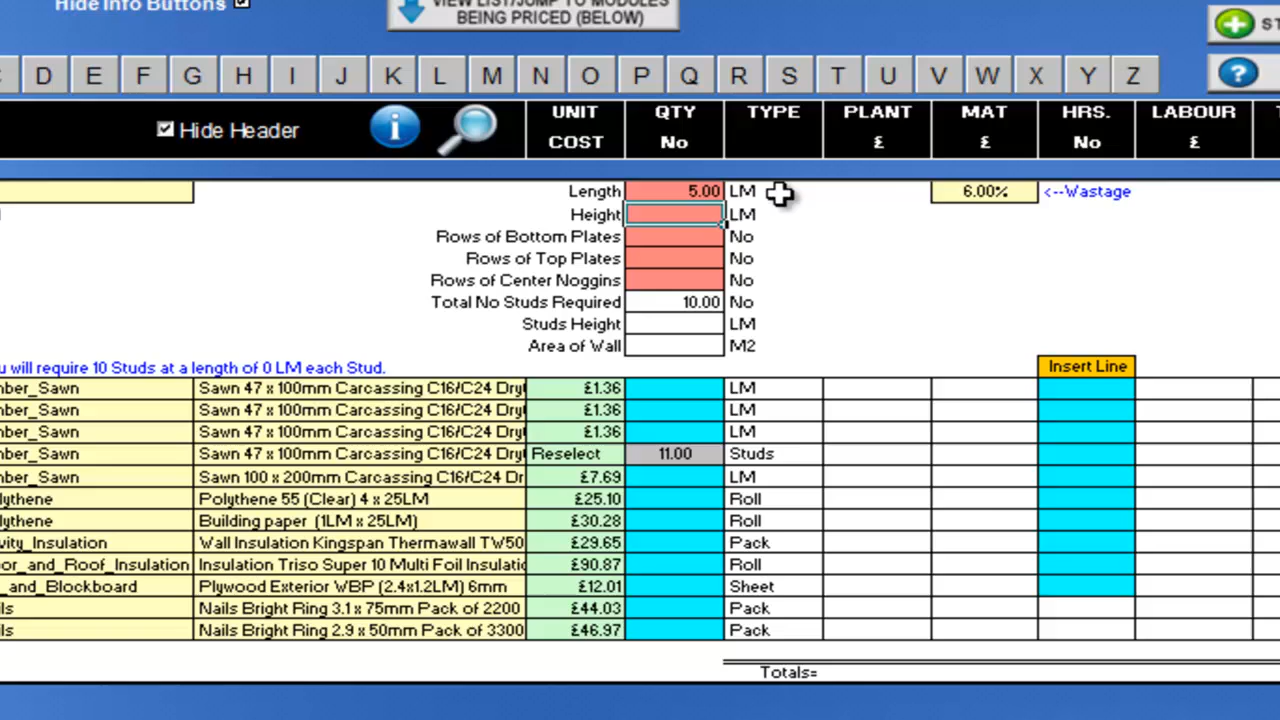 Hide Info Buttons
VIEW LIST/JUMP TO MODULES
BEING PRICED (BELOW)
D E F G H I J K L M N O P Q R S T U V W X Y Z
Hide Header
UNIT COST
QTY No
TYPE
PLANT £
MAT £
HRS. No
LABOUR £
Length 5.00 LM 6.00% <--Wastage
Height LM
Rows of Bottom Plates No
Rows of Top Plates No
Rows of Center Noggins No
Total No Studs Required 10.00 No
Studs Height LM
Area of Wall M2
u will require 10 Studs at a length of 0 LM each Stud. Insert Line
nber_Sawn Sawn 47 x 100mm Carcassing C16/C24 Dry £1.36 LM
nber_Sawn Sawn 47 x 100mm Carcassing C16/C24 Dry £1.36 LM
nber_Sawn Sawn 47 x 100mm Carcassing C16/C24 Dry £1.36 LM
nber_Sawn Sawn 47 x 100mm Carcassing C16/C24 Dry Reselect 11.00 Studs
nber_Sawn Sawn 100 x 200mm Carcassing C16/C24 Dr £7.69 LM
lythene Polythene 55 (Clear) 4 x 25LM £25.10 Roll
lythene Building paper (1LM x 25LM) £30.28 Roll
vity_Insulation Wall Insulation Kingspan Thermawall TW50 £29.65 Pack
or_and_Roof_Insulation Insulation Triso Super 10 Multi Foil Insulatio £90.87 Roll
_and_Blockboard Plywood Exterior WBP (2.4x1.2LM) 6mm £12.01 Sheet
ls Nails Bright Ring 3.1 x 75mm Pack of 2200 £44.03 Pack
ls Nails Bright Ring 2.9 x 50mm Pack of 3300 £46.97 Pack
Totals=